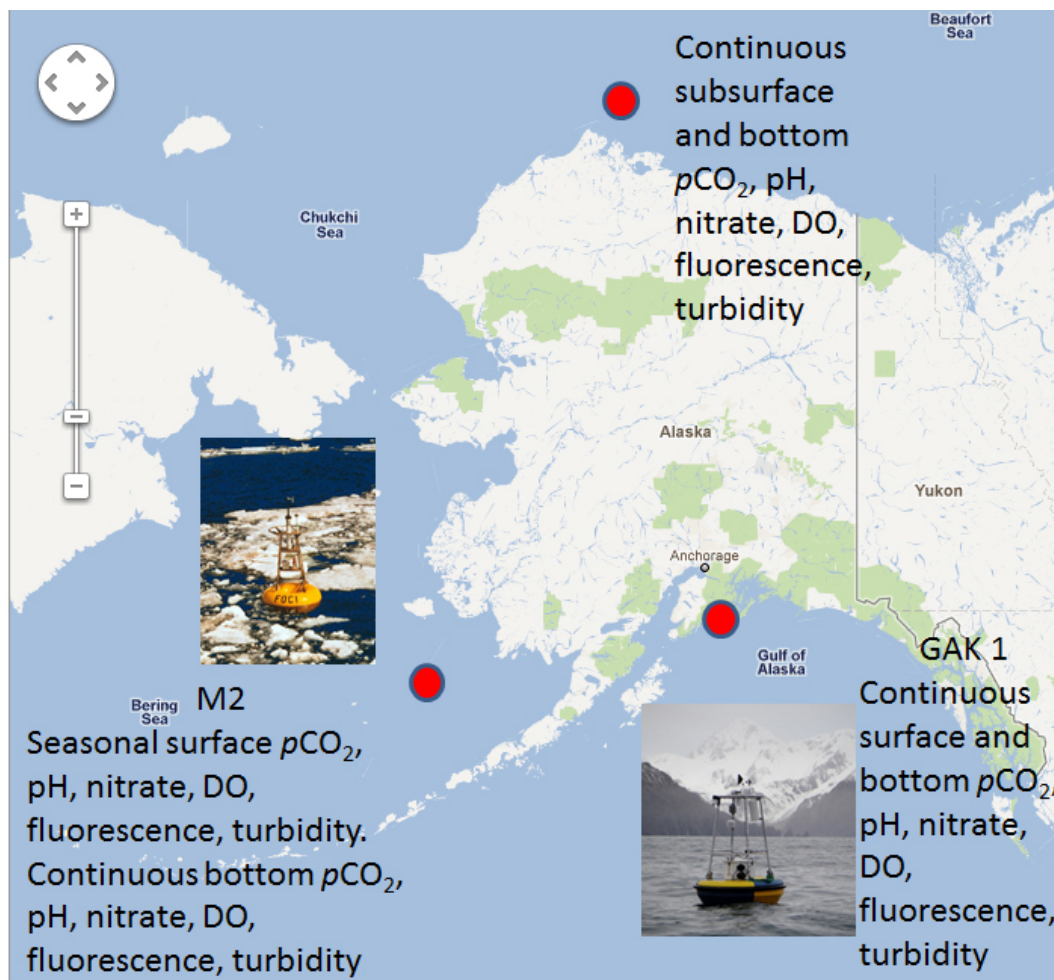 Beaufort
Sea
Continuous
subsurface
and bottom
pCO₂, pH,
nitrate, DO,
fluorescence,
turbidity
Chukchi
Sea
Alaska
Yukon
Anchorage
FOCI
Gulf of
Alaska
GAK 1
Continuous
surface and
bottom pCO₂,
pH, nitrate,
DO,
fluorescence,
turbidity
Bering
Sea
M2
Seasonal surface pCO₂,
pH, nitrate, DO,
fluorescence, turbidity.
Continuous bottom pCO₂,
pH, nitrate, DO,
fluorescence, turbidity